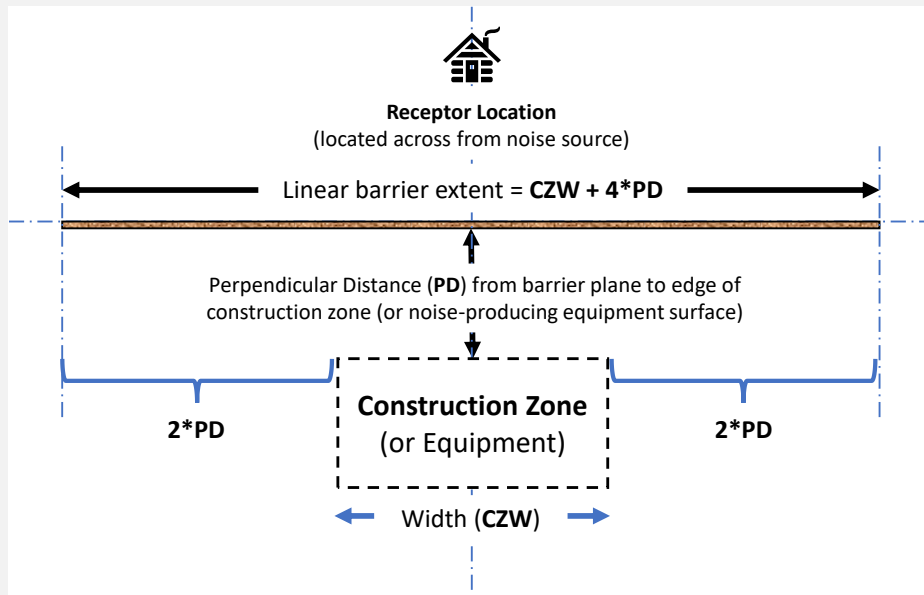 Receptor Location
(located across from noise source)
Linear barrier extent = CZW + 4*PD
Perpendicular Distance (PD) from barrier plane to edge of
construction zone (or noise-producing equipment surface)
2*PD
Construction Zone
(or Equipment)
2*PD
Width (CZW)